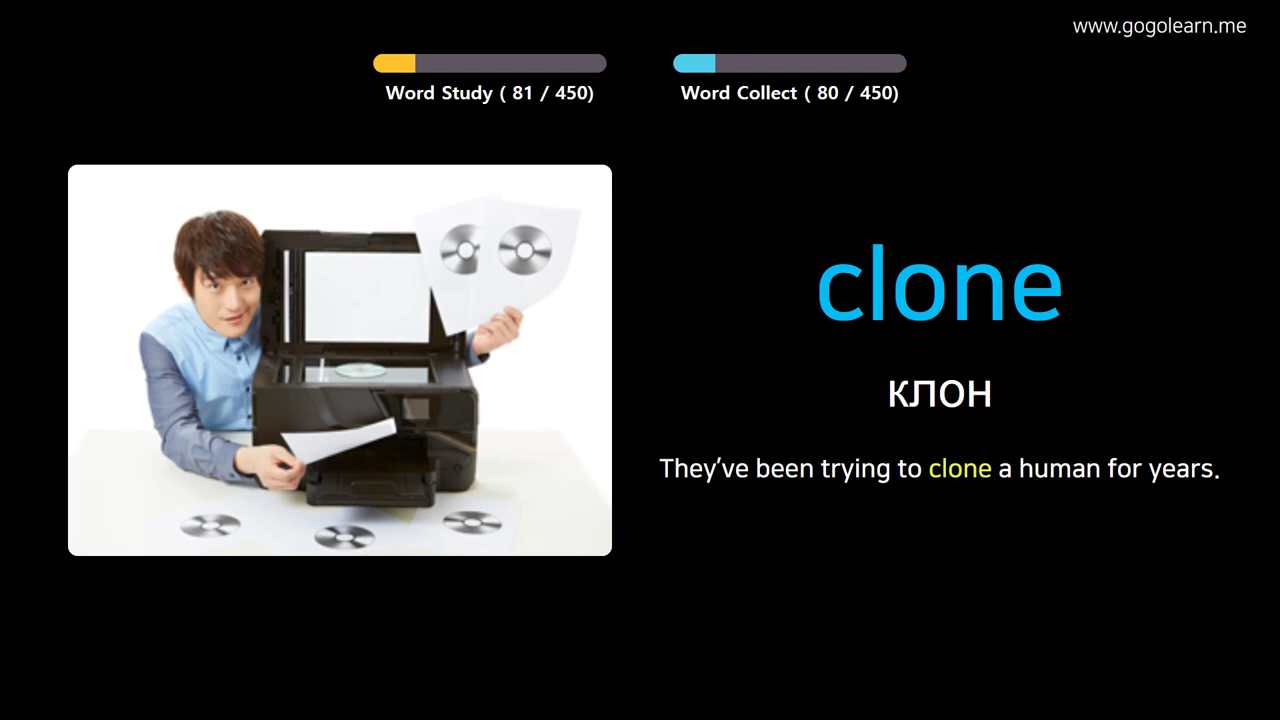 www.gogolearn.me
Word Study ( 81 / 450)
Word Collect ( 80 / 450)
clone
клон
They’ve been trying to clone a human for years.